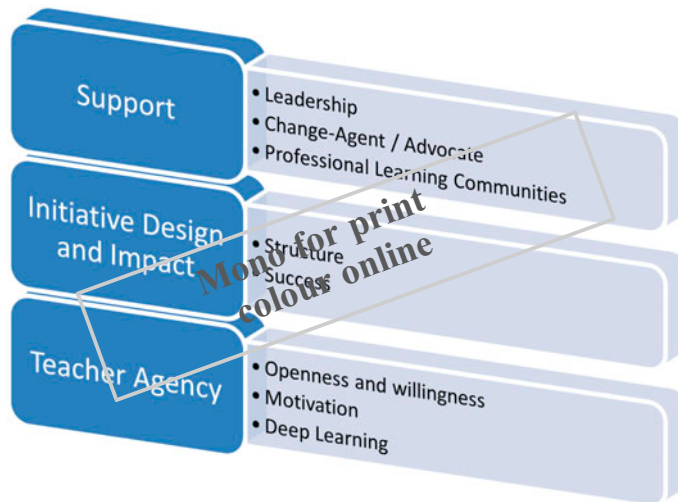 Support
• Leadership
• Change-Agent / Advocate
• Professional Learning Communities
Initiative Design
and Impact
• Structure
• Success
Teacher Agency
• Openness and willingness
• Motivation
• Deep Learning
Mono for print
colour online